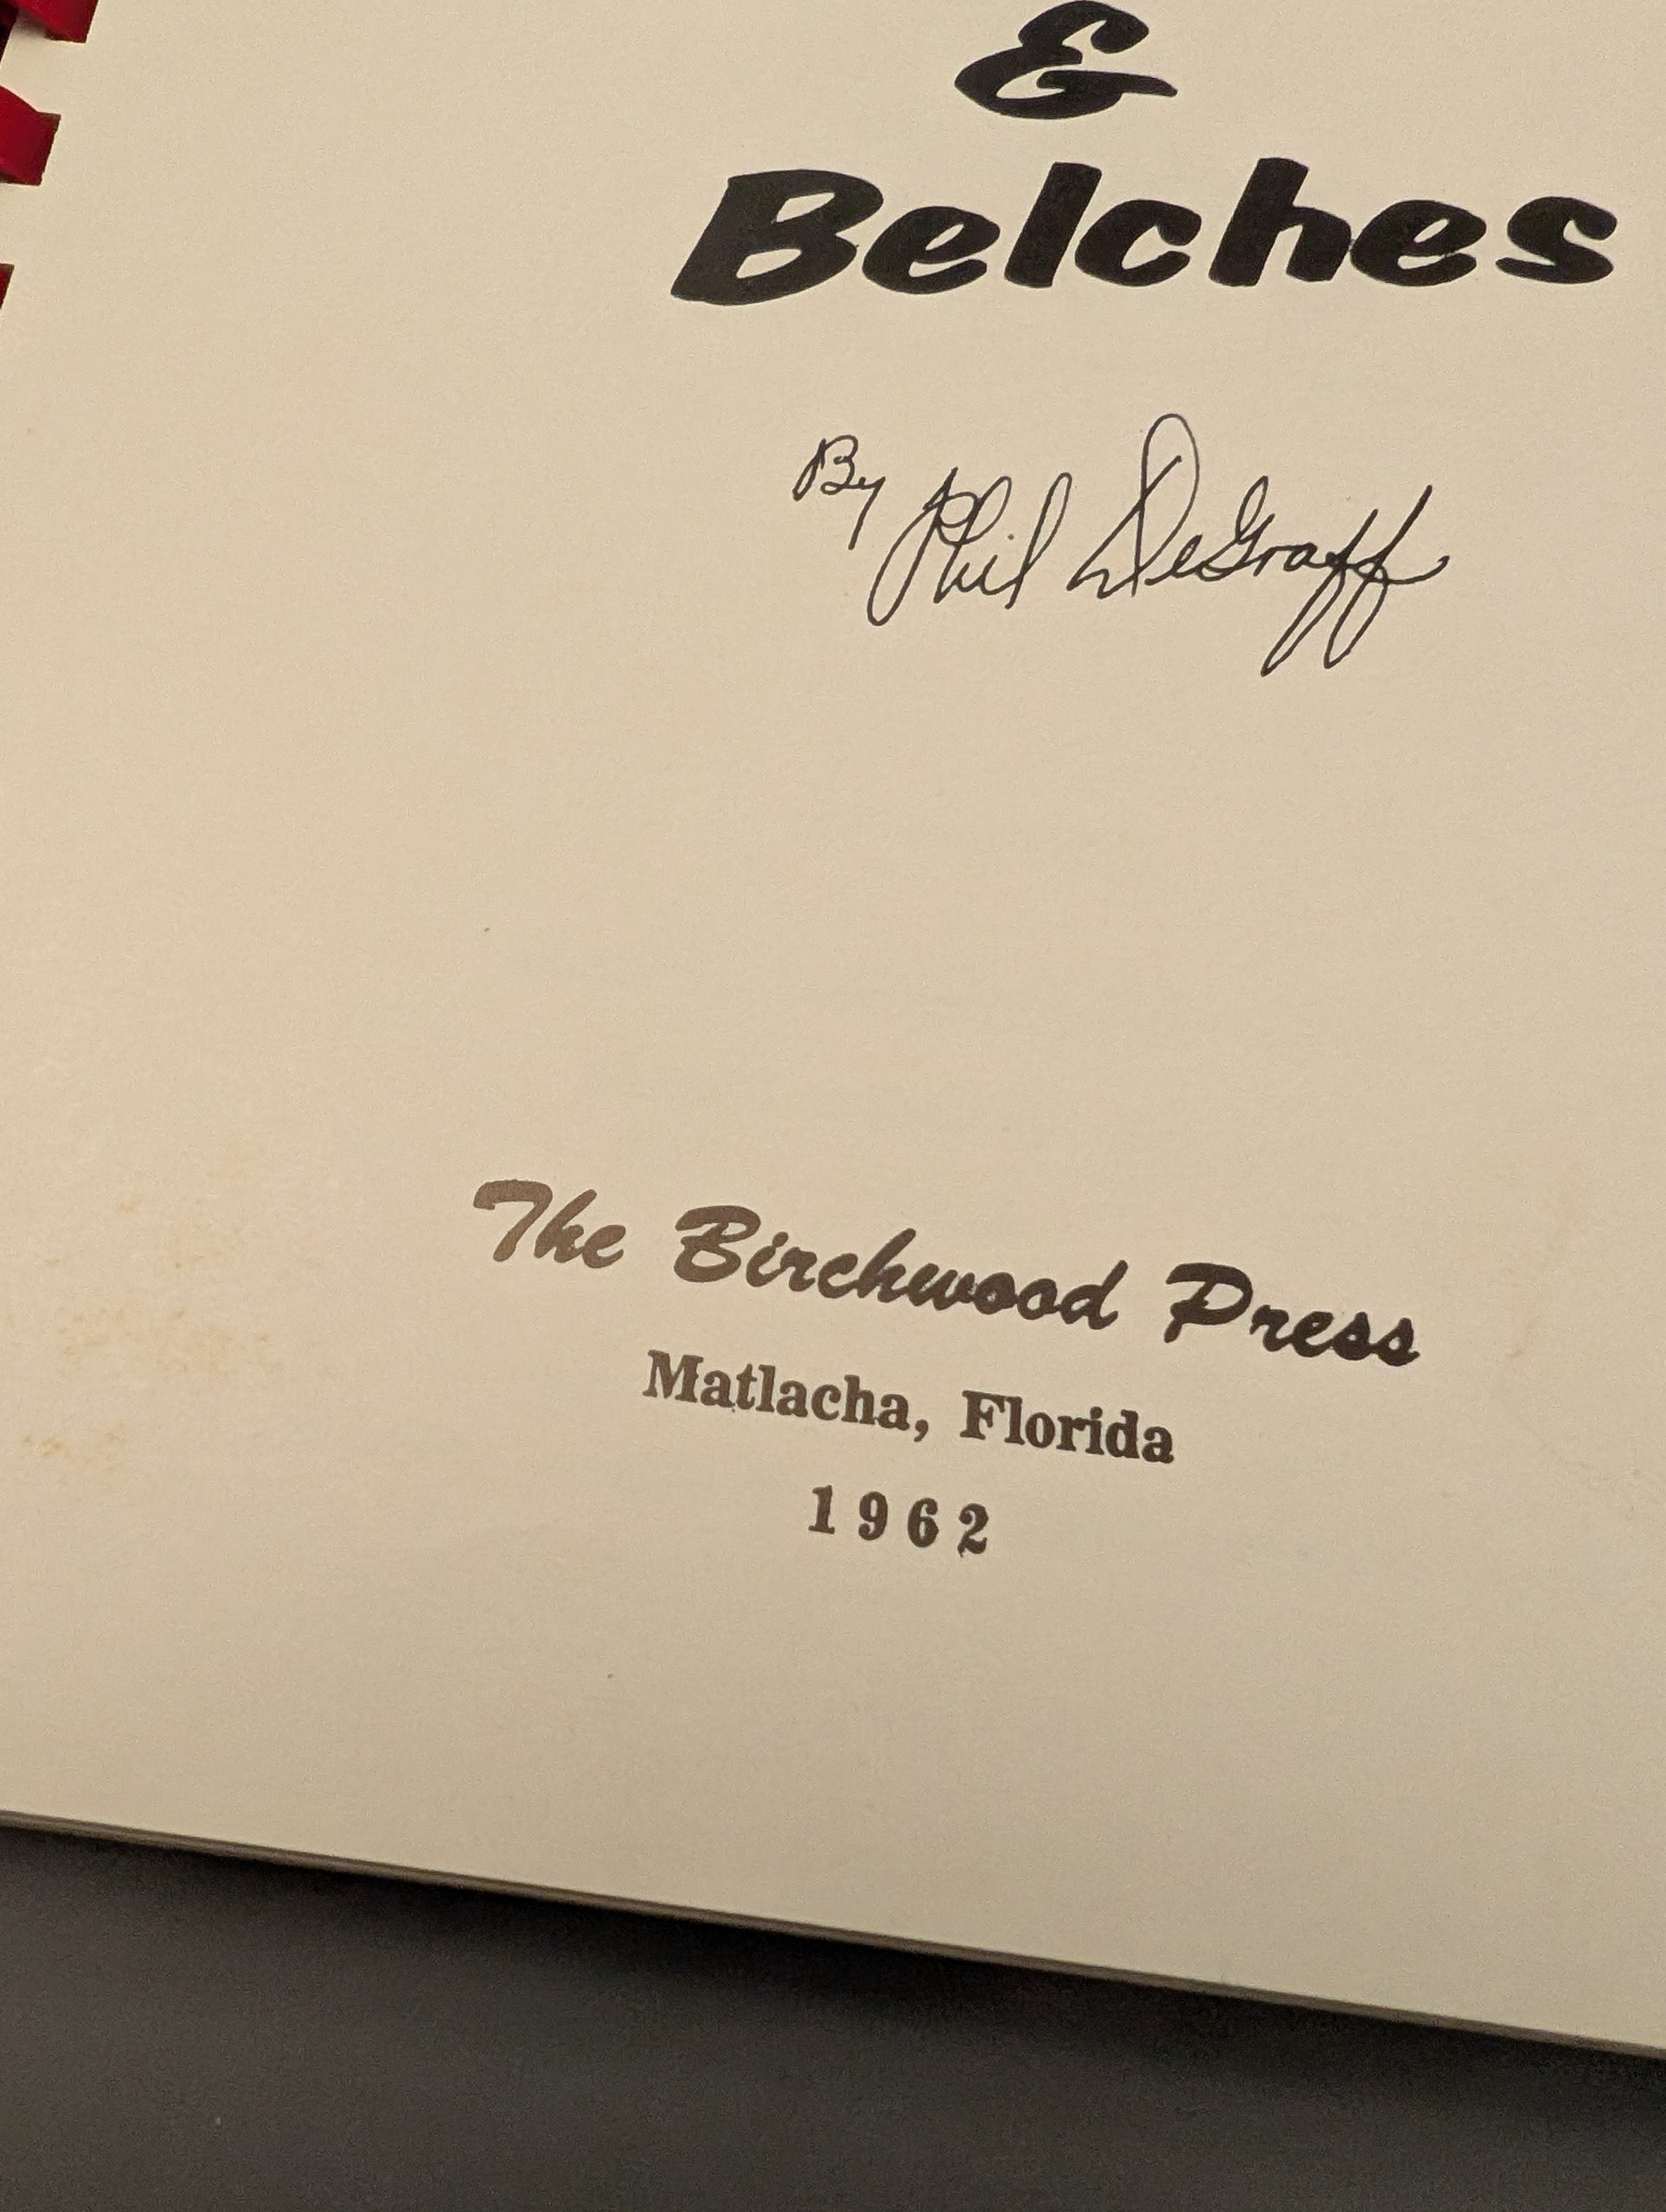 &
Belches
By Phil DeGraff
The Birchwood Press
Matlacha, Florida
1962